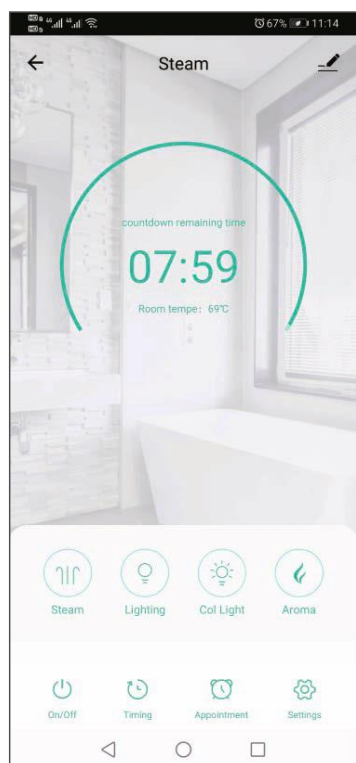 67% 11:14
Steam
countdown remaining time
07:59
Room tempe: 69℃
Steam Lighting Col Light Aroma
On/Off Timing Appointment Settings